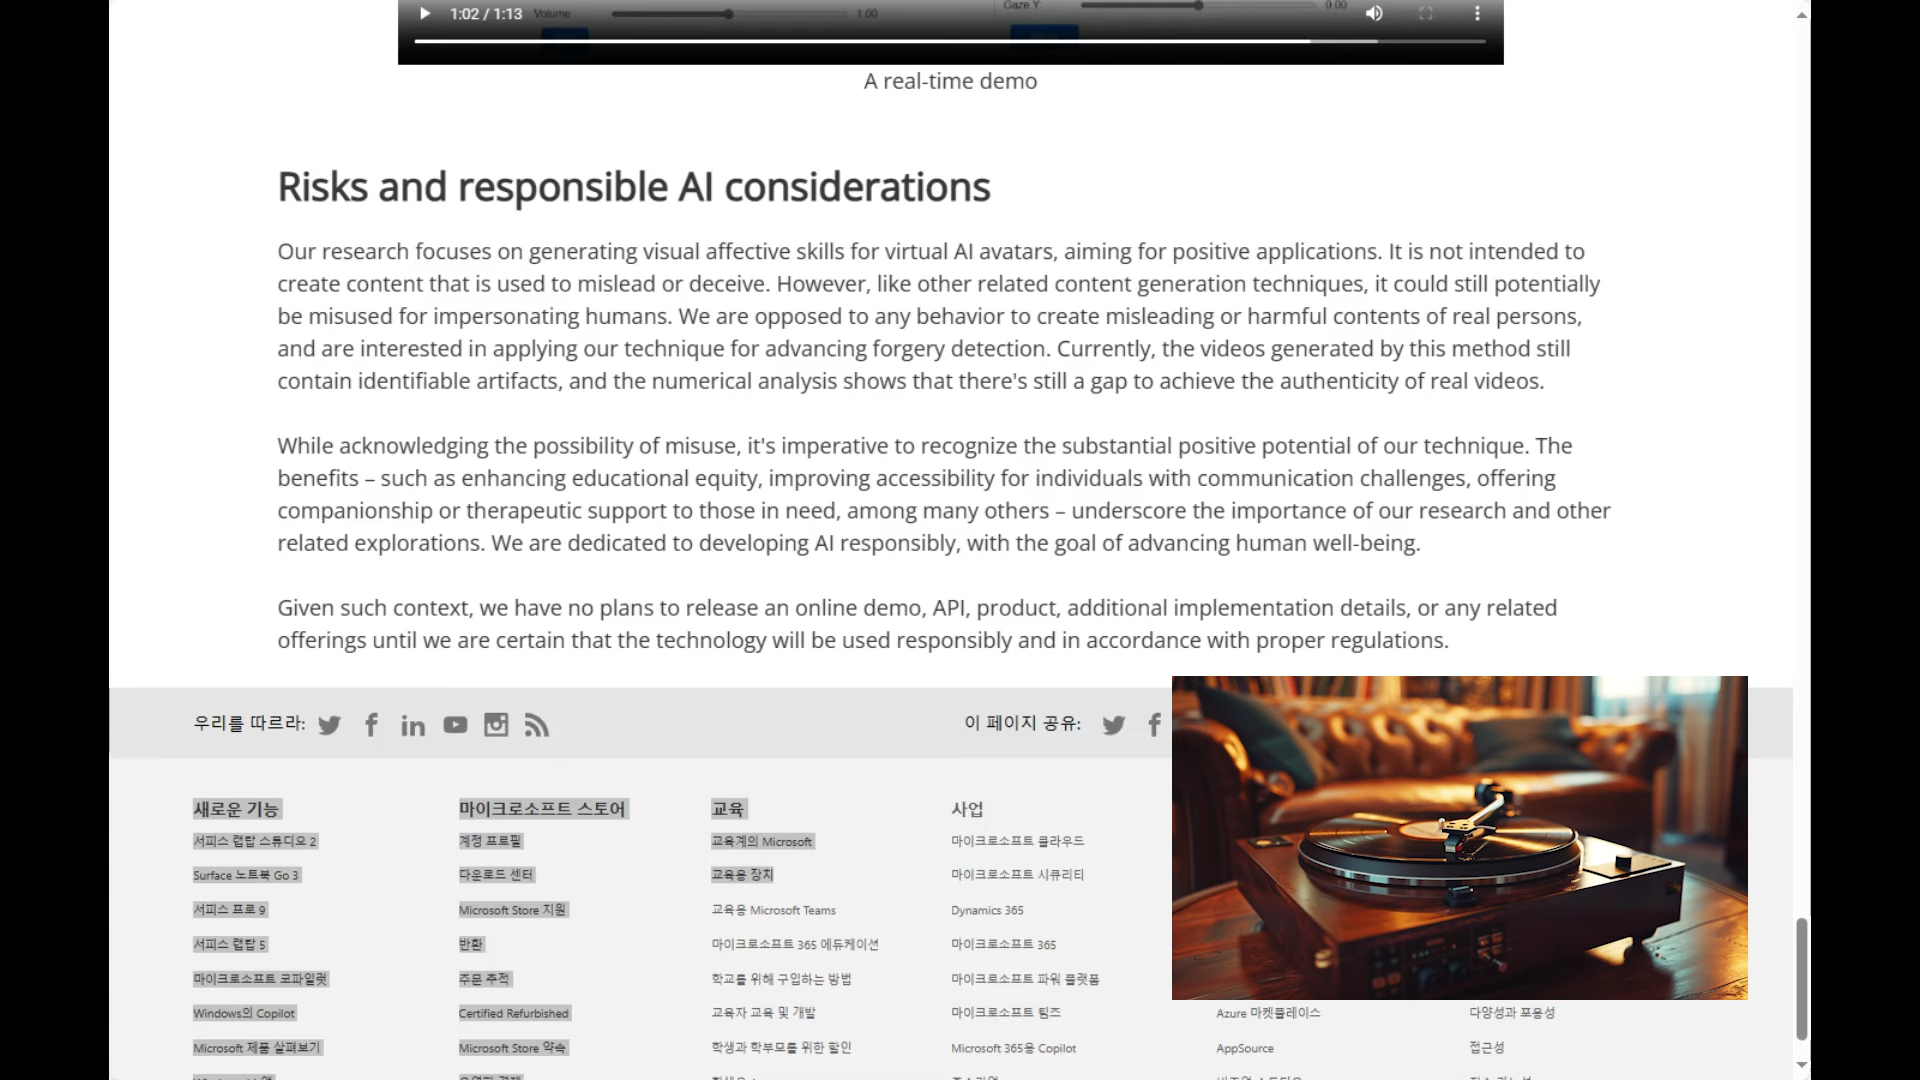 1:02 / 1:13
Volume
1.00
Gaze Y
0.00
A real-time demo
Risks and responsible AI considerations
Our research focuses on generating visual affective skills for virtual AI avatars, aiming for positive applications. It is not intended to
create content that is used to mislead or deceive. However, like other related content generation techniques, it could still potentially
be misused for impersonating humans. We are opposed to any behavior to create misleading or harmful contents of real persons,
and are interested in applying our technique for advancing forgery detection. Currently, the videos generated by this method still
contain identifiable artifacts, and the numerical analysis shows that there's still a gap to achieve the authenticity of real videos.
While acknowledging the possibility of misuse, it's imperative to recognize the substantial positive potential of our technique. The
benefits – such as enhancing educational equity, improving accessibility for individuals with communication challenges, offering
companionship or therapeutic support to those in need, among many others – underscore the importance of our research and other
related explorations. We are dedicated to developing AI responsibly, with the goal of advancing human well-being.
Given such context, we have no plans to release an online demo, API, product, additional implementation details, or any related
offerings until we are certain that the technology will be used responsibly and in accordance with proper regulations.
우리를 따르라:
이 페이지 공유:
새로운 기능
서피스 랩탑 스튜디오 2
Surface 노트북 Go 3
서피스 프로 9
서피스 랩탑 5
마이크로소프트 코파일럿
Windows의 Copilot
Microsoft 제품 살펴보기
마이크로소프트 스토어
계정 프로필
다운로드 센터
Microsoft Store 지원
반환
주문 추적
Certified Refurbished
Microsoft Store 약속
교육
교육계의 Microsoft
교육용 장치
교육용 Microsoft Teams
마이크로소프트 365 에듀케이션
학교를 위해 구입하는 방법
교육자 교육 및 개발
학생과 학부모를 위한 할인
사업
마이크로소프트 클라우드
마이크로소프트 시큐리티
Dynamics 365
마이크로소프트 365
마이크로소프트 파워 플랫폼
마이크로소프트 팀즈
Microsoft 365용 Copilot
Azure 마켓플레이스
AppSource
다양성과 포용성
접근성